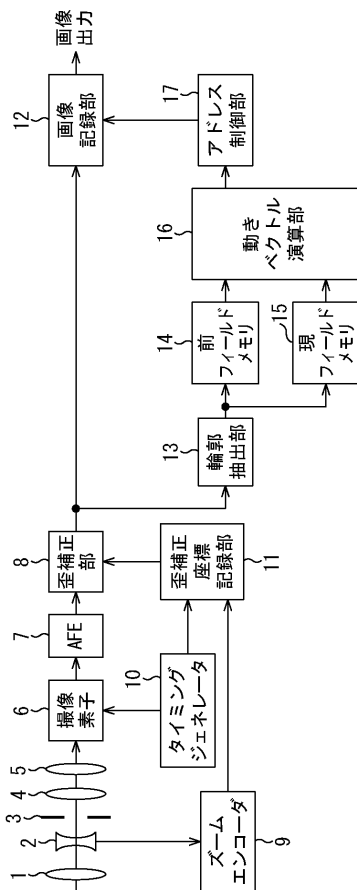 1
2
3
4
5
6
撮像
素子
7
AFE
8
歪補正
部
12
画像
記録部
画像
出力
9
ズーム
エンコーダ
10
タイミング
ジェネレータ
11
歪補正
座標
記録部
13
輪郭
抽出部
14
前
フィールド
メモリ
15
現
フィールド
メモリ
16
動き
ベクトル
演算部
17
アドレス
制御部